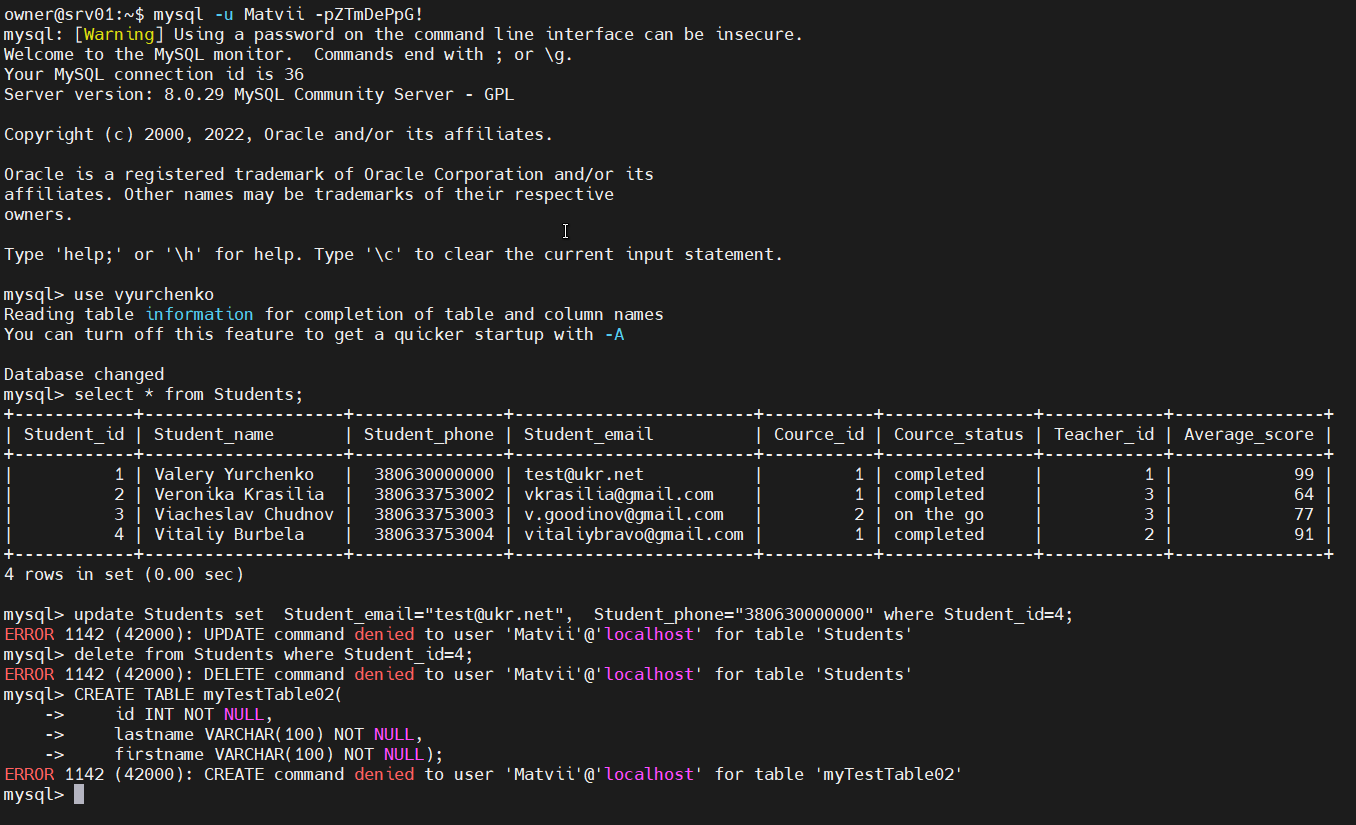 owner@srv01:~$ mysql -u Matvii -pZTmDePpG!
mysql: [Warning] Using a password on the command line interface can be insecure.
Welcome to the MySQL monitor.  Commands end with ; or \g.
Your MySQL connection id is 36
Server version: 8.0.29 MySQL Community Server - GPL

Copyright (c) 2000, 2022, Oracle and/or its affiliates.

Oracle is a registered trademark of Oracle Corporation and/or its
affiliates. Other names may be trademarks of their respective
owners.

Type 'help;' or '\h' for help. Type '\c' to clear the current input statement.

mysql> use vyurchenko
Reading table information for completion of table and column names
You can turn off this feature to get a quicker startup with -A

Database changed
mysql> select * from Students;
+------------+--------------------+---------------+------------------------+-----------+---------------+------------+---------------+
| Student_id | Student_name       | Student_phone | Student_email          | Cource_id | Cource_status | Teacher_id | Average_score |
+------------+--------------------+---------------+------------------------+-----------+---------------+------------+---------------+
|          1 | Valery Yurchenko   |  380630000000 | test@ukr.net           |         1 | completed     |          1 |            99 |
|          2 | Veronika Krasilia  |  380633753002 | vkrasilia@gmail.com    |         1 | completed     |          3 |            64 |
|          3 | Viacheslav Chudnov |  380633753003 | v.goodinov@gmail.com   |         2 | on the go     |          3 |            77 |
|          4 | Vitaliy Burbela    |  380633753004 | vitaliybravo@gmail.com |         1 | completed     |          2 |            91 |
+------------+--------------------+---------------+------------------------+-----------+---------------+------------+---------------+
4 rows in set (0.00 sec)

mysql> update Students set  Student_email="test@ukr.net",  Student_phone="380630000000" where Student_id=4;
ERROR 1142 (42000): UPDATE command denied to user 'Matvii'@'localhost' for table 'Students'
mysql> delete from Students where Student_id=4;
ERROR 1142 (42000): DELETE command denied to user 'Matvii'@'localhost' for table 'Students'
mysql> CREATE TABLE myTestTable02(
    ->     id INT NOT NULL,
    ->     lastname VARCHAR(100) NOT NULL,
    ->     firstname VARCHAR(100) NOT NULL);
ERROR 1142 (42000): CREATE command denied to user 'Matvii'@'localhost' for table 'myTestTable02'
mysql>